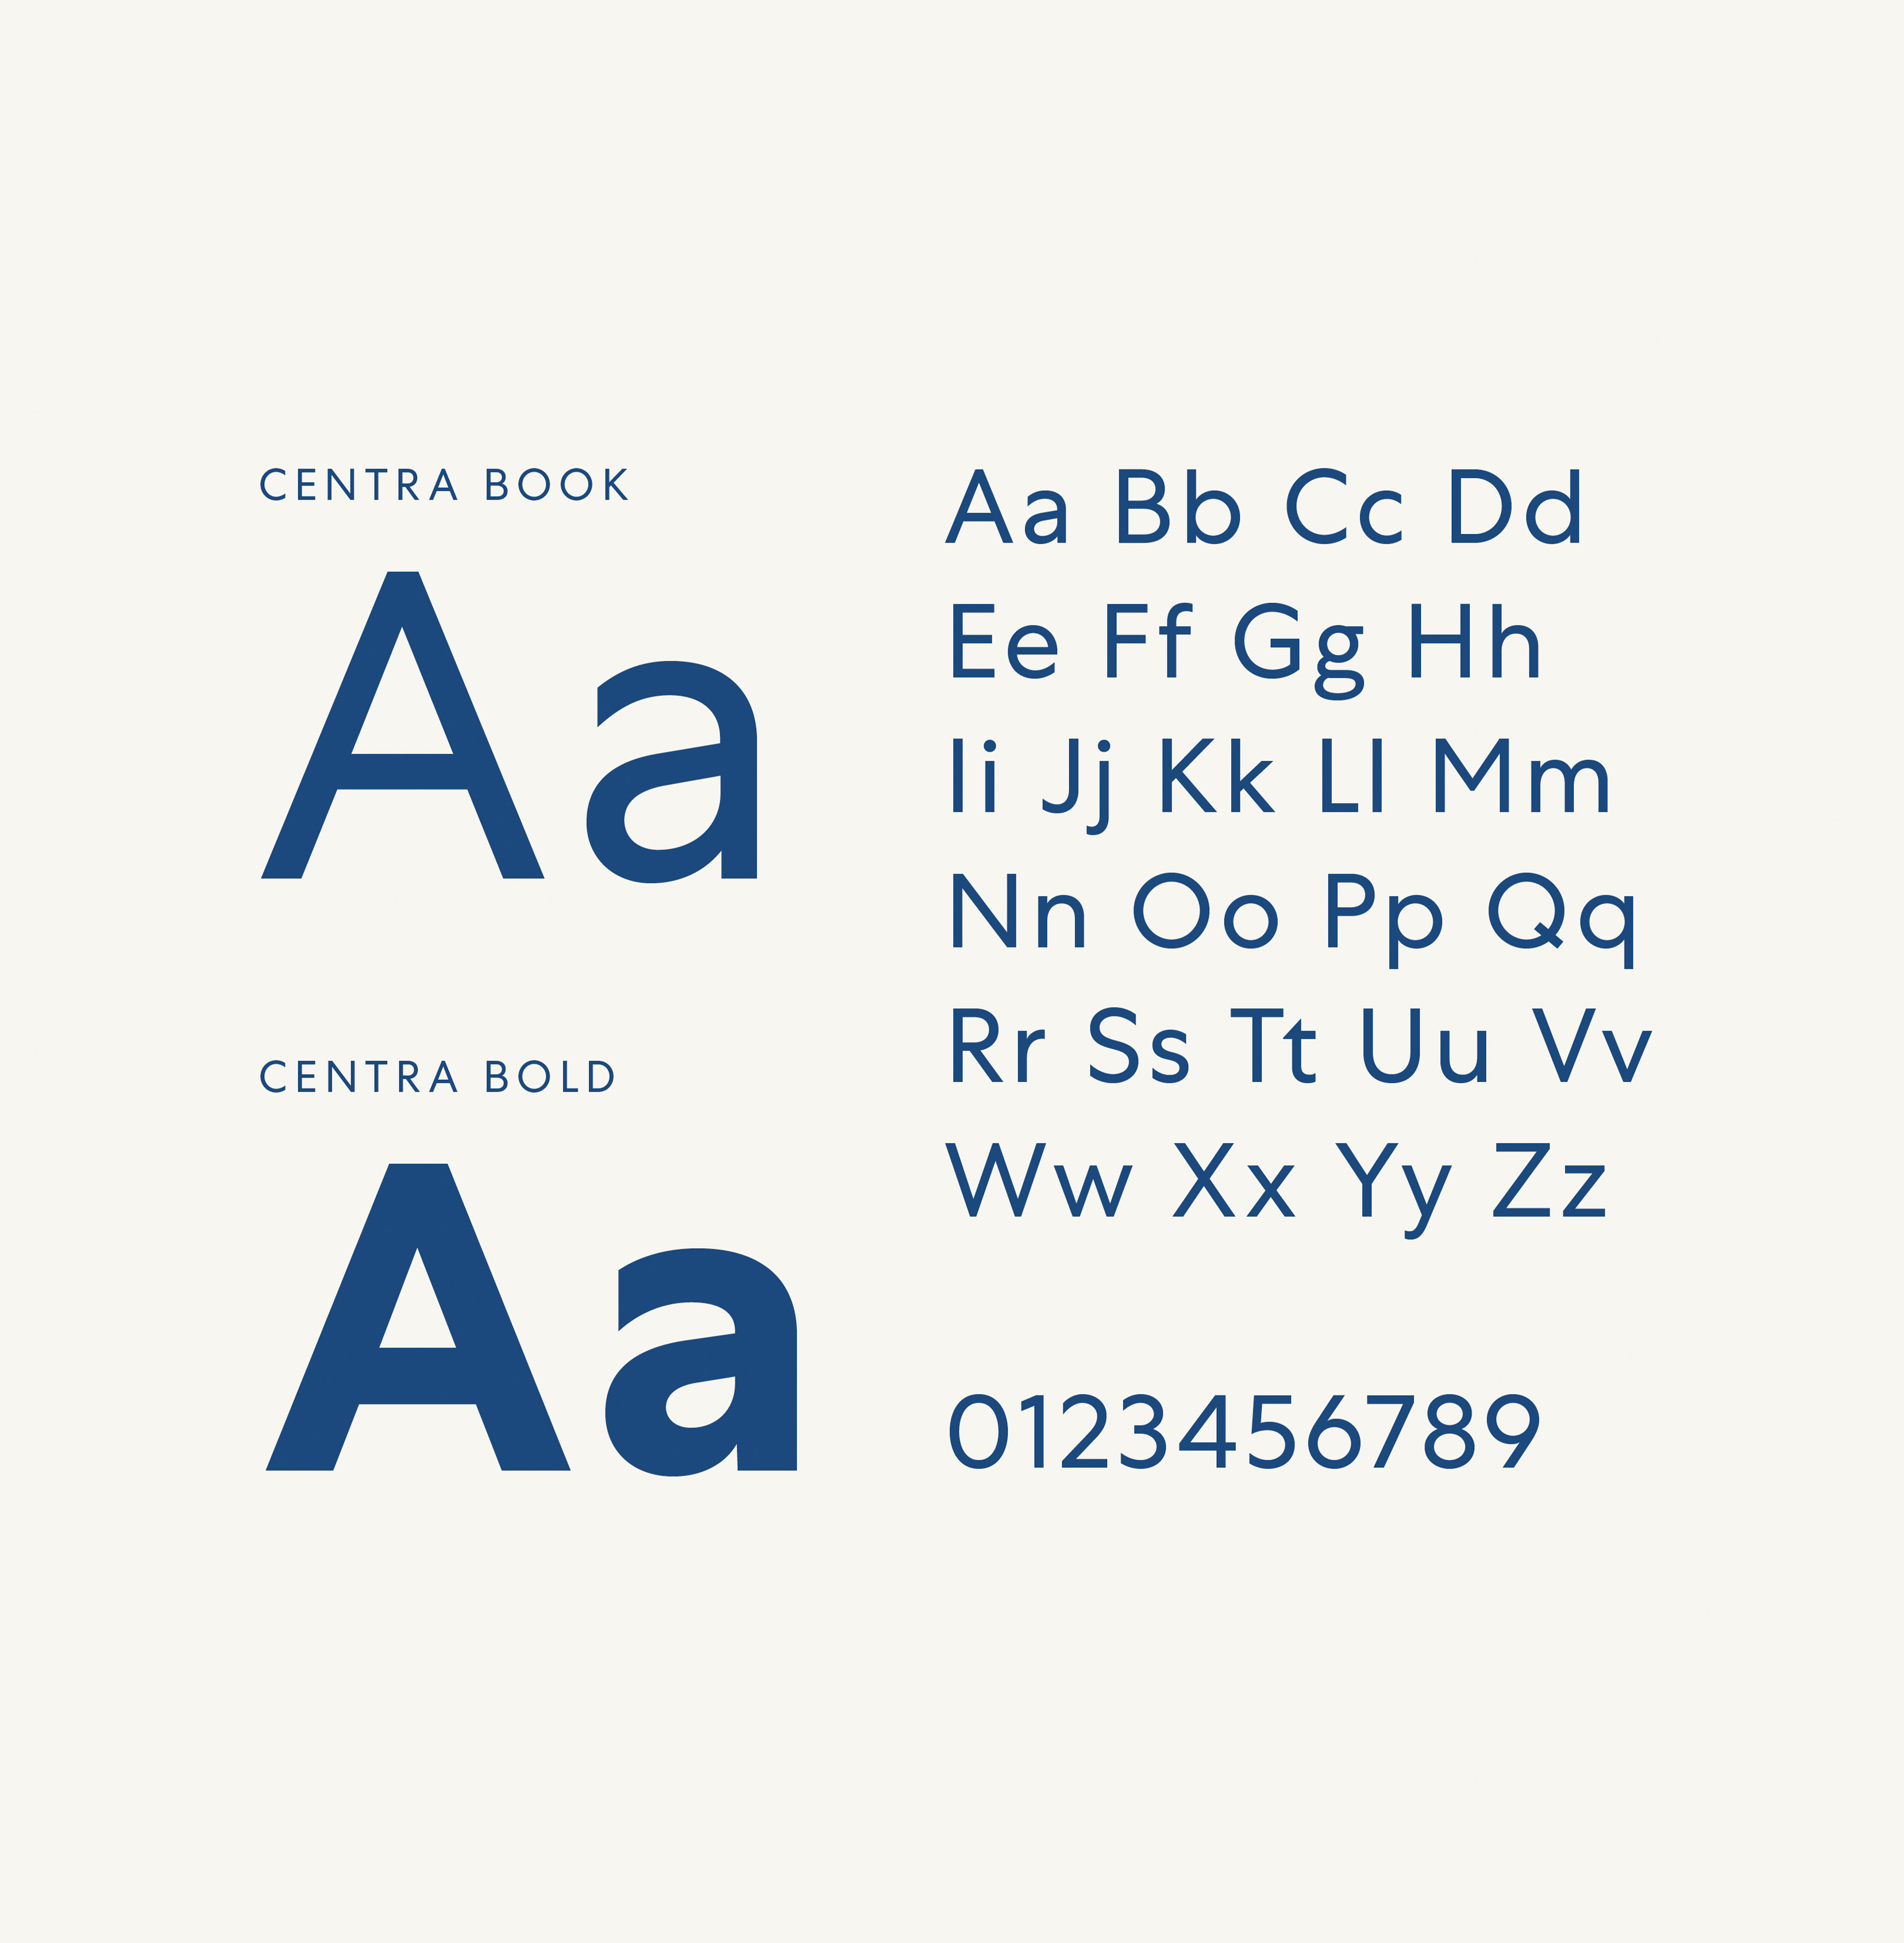 CENTRA BOOK
Aa
CENTRA BOLD
Aa
Aa Bb Cc Dd
Ee Ff Gg Hh
Ii Jj Kk Ll Mm
Nn Oo Pp Qq
Rr Ss Tt Uu Vv
Ww Xx Yy Zz
0123456789